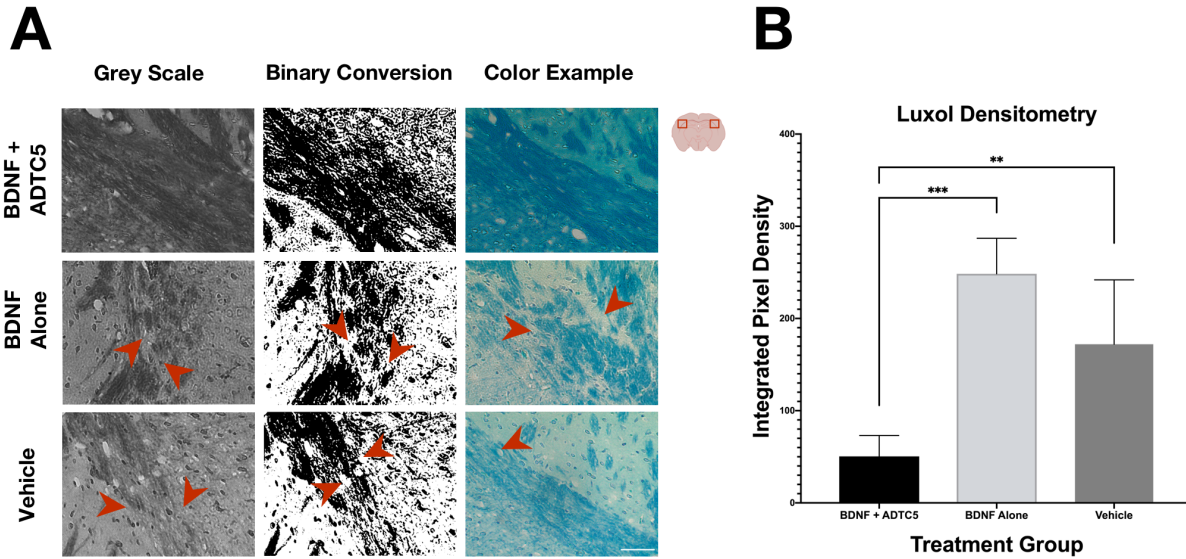 A
Grey Scale
Binary Conversion
Color Example
BDNF +
ADTC5
BDNF
Alone
Vehicle
B
Luxol Densitometry
Integrated Pixel Density
400
300
200
100
0
**
***
BDNF + ADTC5
BDNF Alone
Vehicle
Treatment Group